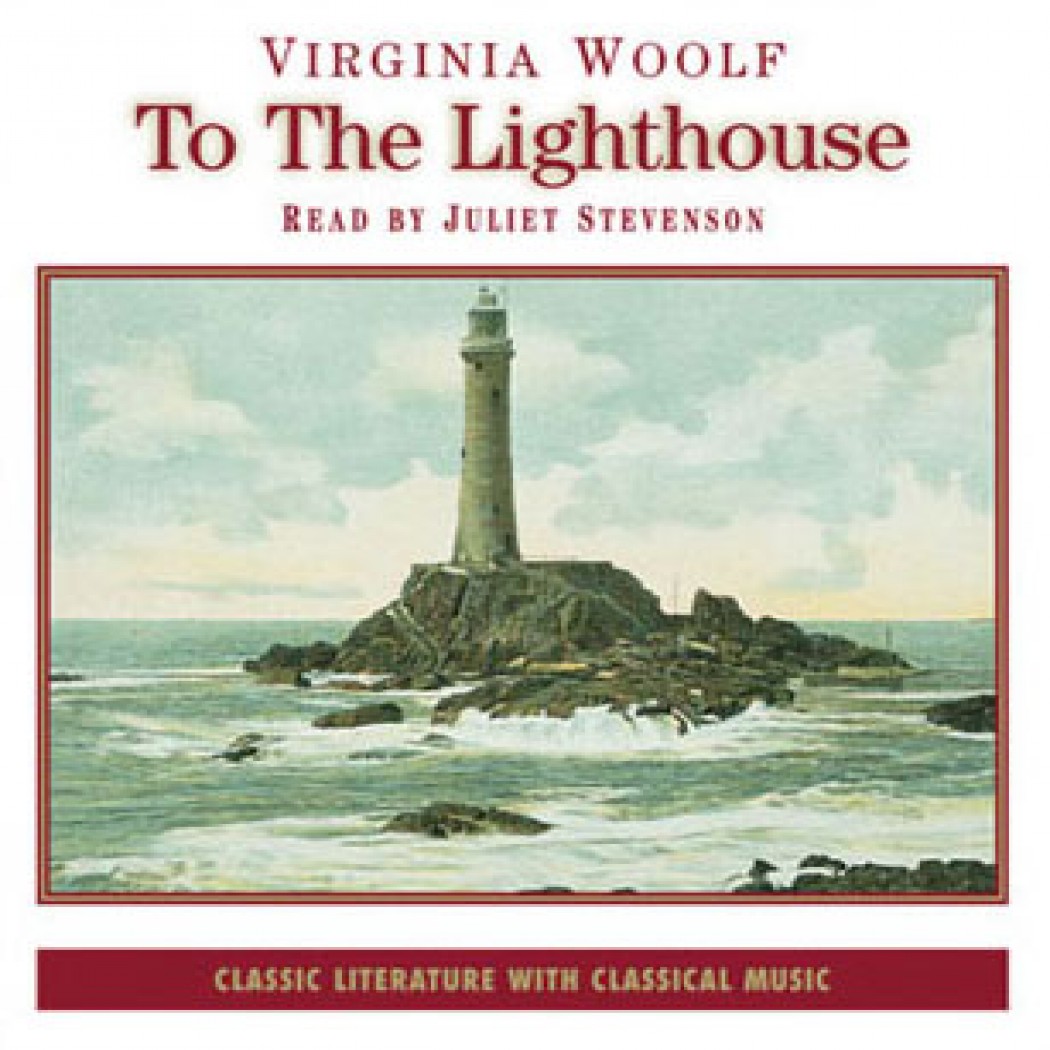 VIRGINIA WOOLF
To The Lighthouse
READ BY JULIET STEVENSON
CLASSIC LITERATURE WITH CLASSICAL MUSIC